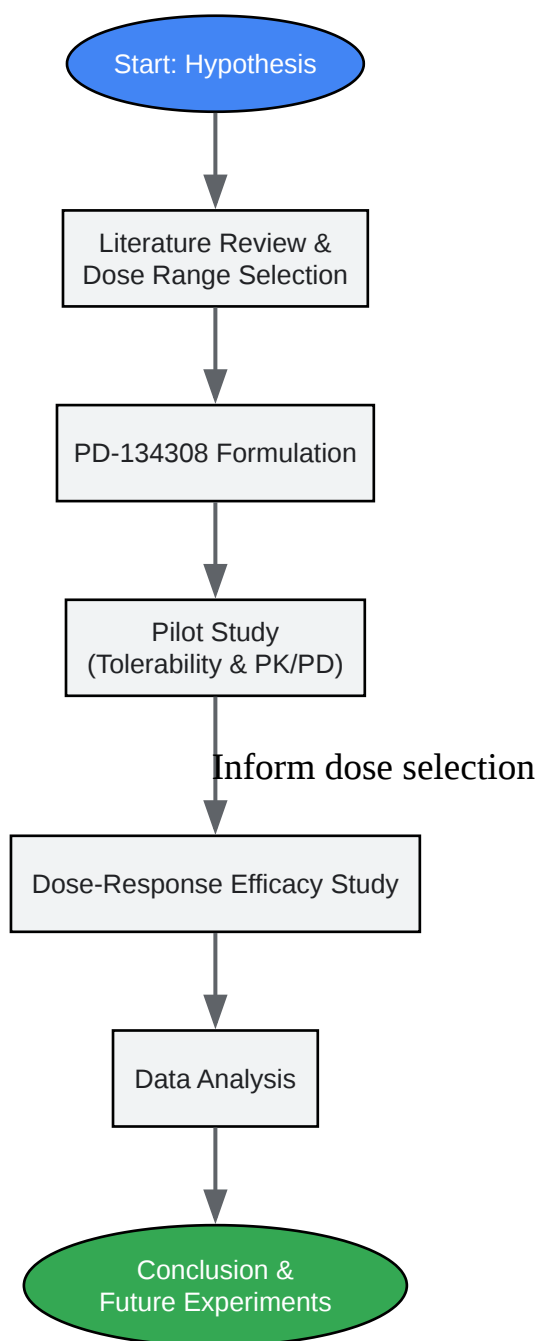 Start: Hypothesis
Literature Review &
Dose Range Selection
PD-134308 Formulation
Pilot Study
(Tolerability & PK/PD)
Inform dose selection
Dose-Response Efficacy Study
Data Analysis
Conclusion &
Future Experiments